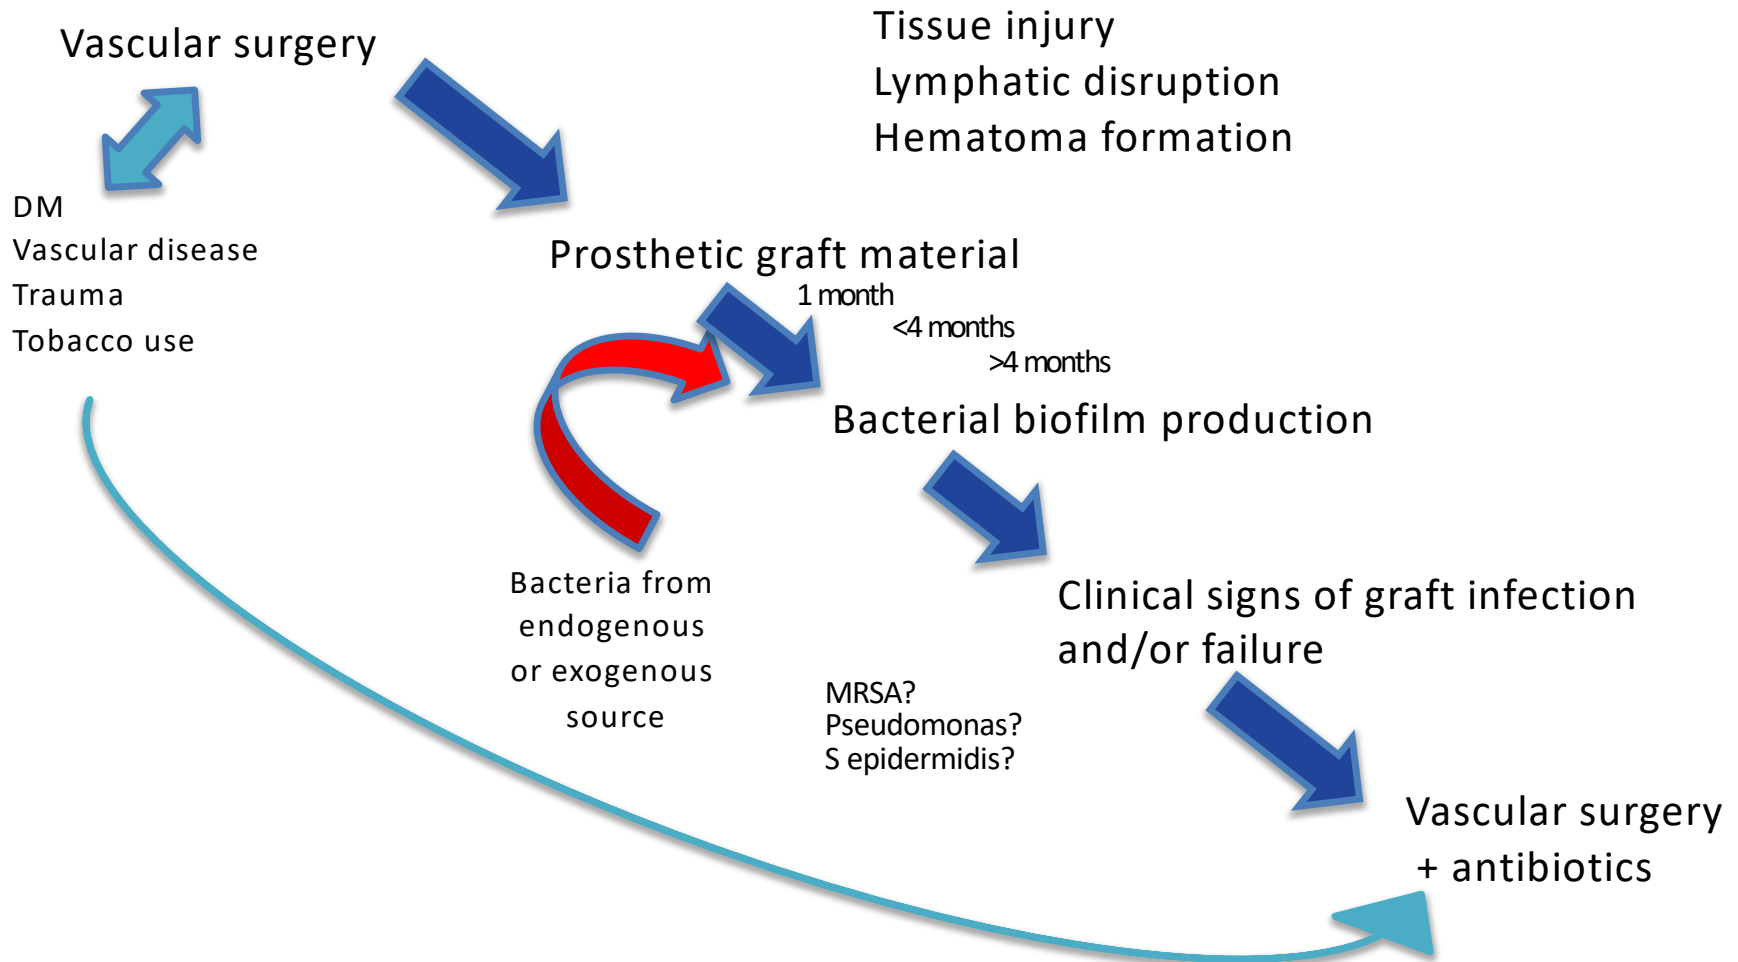 Vascular surgery
Tissue injury
Lymphatic disruption
Hematoma formation
DM
Vascular disease
Trauma
Tobacco use
Prosthetic graft material
1 month
<4 months
>4 months
Bacterial biofilm production
Bacteria from
endogenous
or exogenous
source
Clinical signs of graft infection
and/or failure
MRSA?
Pseudomonas?
S epidermidis?
Vascular surgery
+ antibiotics